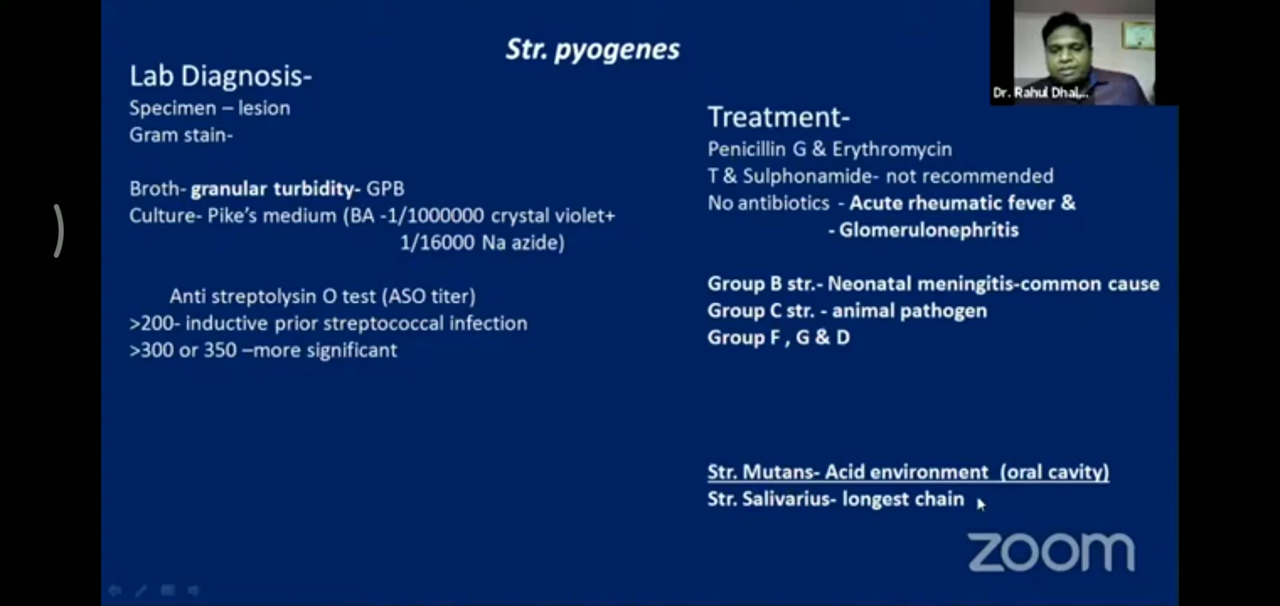 Str. pyogenes
Lab Diagnosis-
Specimen – lesion
Gram stain-
Broth- granular turbidity- GPB
Culture- Pike's medium (BA -1/1000000 crystal violet+
1/16000 Na azide)
Anti streptolysin O test (ASO titer)
>200- inductive prior streptococcal infection
>300 or 350 –more significant
Dr. Rahul Dhal...
Treatment-
Penicillin G & Erythromycin
T & Sulphonamide- not recommended
No antibiotics - Acute rheumatic fever &
- Glomerulonephritis
Group B str.- Neonatal meningitis-common cause
Group C str. - animal pathogen
Group F , G & D
Str. Mutans- Acid environment (oral cavity)
Str. Salivarius- longest chain
zoom